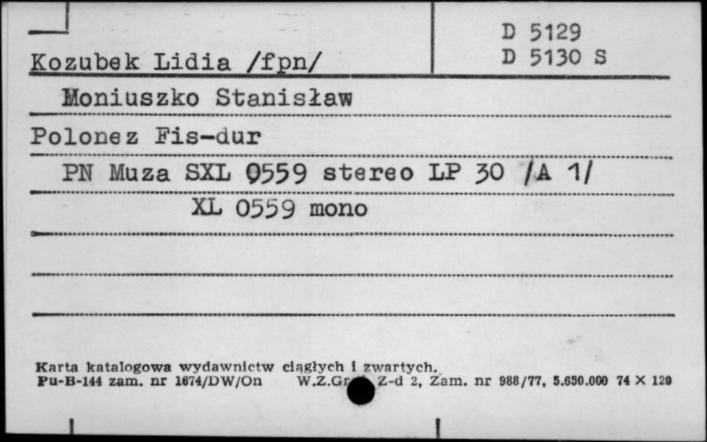 D 5129
Kozubek Lidia /fpn/ D 5130 S
Moniuszko Stanisław
Polonez Fis-dur
PN Muza SXL 0559 stereo LP 30 /A 1/
XL 0559 mono
Karta katalogowa wydawnictw ciągłych i zwartych.
Pu-B-144 zam. nr 1674/DW/On W.Z.Gr Z-d 2, Zam. nr 988/77, 5.650.000 74 X 120